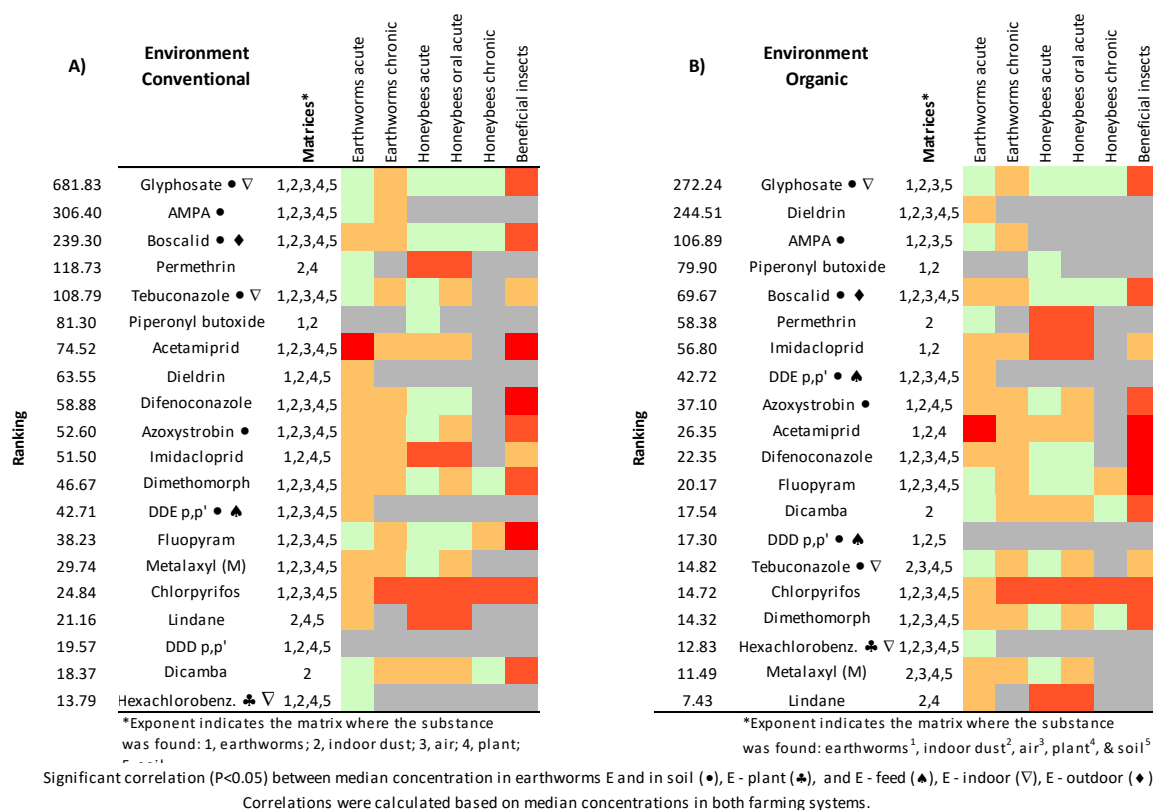 A)
Environment
Conventional
Matrices*
Earthworms acute
Earthworms chronic
Honeybees acute
Honeybees oral acute
Honeybees chronic
Beneficial insects
Ranking
681.83 Glyphosate ● ∇ 1,2,3,4,5
306.40 AMPA ● 1,2,3,4,5
239.30 Boscalid ● ♦ 1,2,3,4,5
118.73 Permethrin 2,4
108.79 Tebuconazole ● ∇ 1,2,3,4,5
81.30 Piperonyl butoxide 1,2
74.52 Acetamiprid 1,2,3,4,5
63.55 Dieldrin 1,2,4,5
58.88 Difenoconazole 1,2,3,4,5
52.60 Azoxystrobin ● 1,2,3,4,5
51.50 Imidacloprid 1,2,4,5
46.67 Dimethomorph 1,2,3,4,5
42.71 DDE p,p' ● ♠ 1,2,3,4,5
38.23 Fluopyram 1,2,3,4,5
29.74 Metalaxyl (M) 1,2,3,4,5
24.84 Chlorpyrifos 1,2,3,4,5
21.16 Lindane 2,4,5
19.57 DDD p,p' 1,2,4,5
18.37 Dicamba 2
13.79 Hexachlorobenz. ♣ ∇ 1,2,4,5
*Exponent indicates the matrix where the substance
was found: 1, earthworms; 2, indoor dust; 3, air; 4, plant;
B)
Environment
Organic
Matrices*
Earthworms acute
Earthworms chronic
Honeybees acute
Honeybees oral acute
Honeybees chronic
Beneficial insects
Ranking
272.24 Glyphosate ● ∇ 1,2,3,5
244.51 Dieldrin 1,2,3,4,5
106.89 AMPA ● 1,2,3,5
79.90 Piperonyl butoxide 1,2
69.67 Boscalid ● ♦ 1,2,3,4,5
58.38 Permethrin 2
56.80 Imidacloprid 1,2
42.72 DDE p,p' ● ♠ 1,2,3,4,5
37.10 Azoxystrobin ● 1,2,4,5
26.35 Acetamiprid 1,2,4
22.35 Difenoconazole 1,2,3,4,5
20.17 Fluopyram 1,2,3,4,5
17.54 Dicamba 2
17.30 DDD p,p' ● ♠ 1,2,5
14.82 Tebuconazole ● ∇ 2,3,4,5
14.72 Chlorpyrifos 1,2,3,4,5
14.32 Dimethomorph 1,2,3,4,5
12.83 Hexachlorobenz. ♣ ∇ 1,2,3,4,5
11.49 Metalaxyl (M) 2,3,4,5
7.43 Lindane 2,4
*Exponent indicates the matrix where the substance
was found: earthworms¹, indoor dust², air³, plant⁴, & soil⁵
Significant correlation (P<0.05) between median concentration in earthworms E and in soil (●), E - plant (♣), and E - feed (♠), E - indoor (∇), E - outdoor (♦)
Correlations were calculated based on median concentrations in both farming systems.